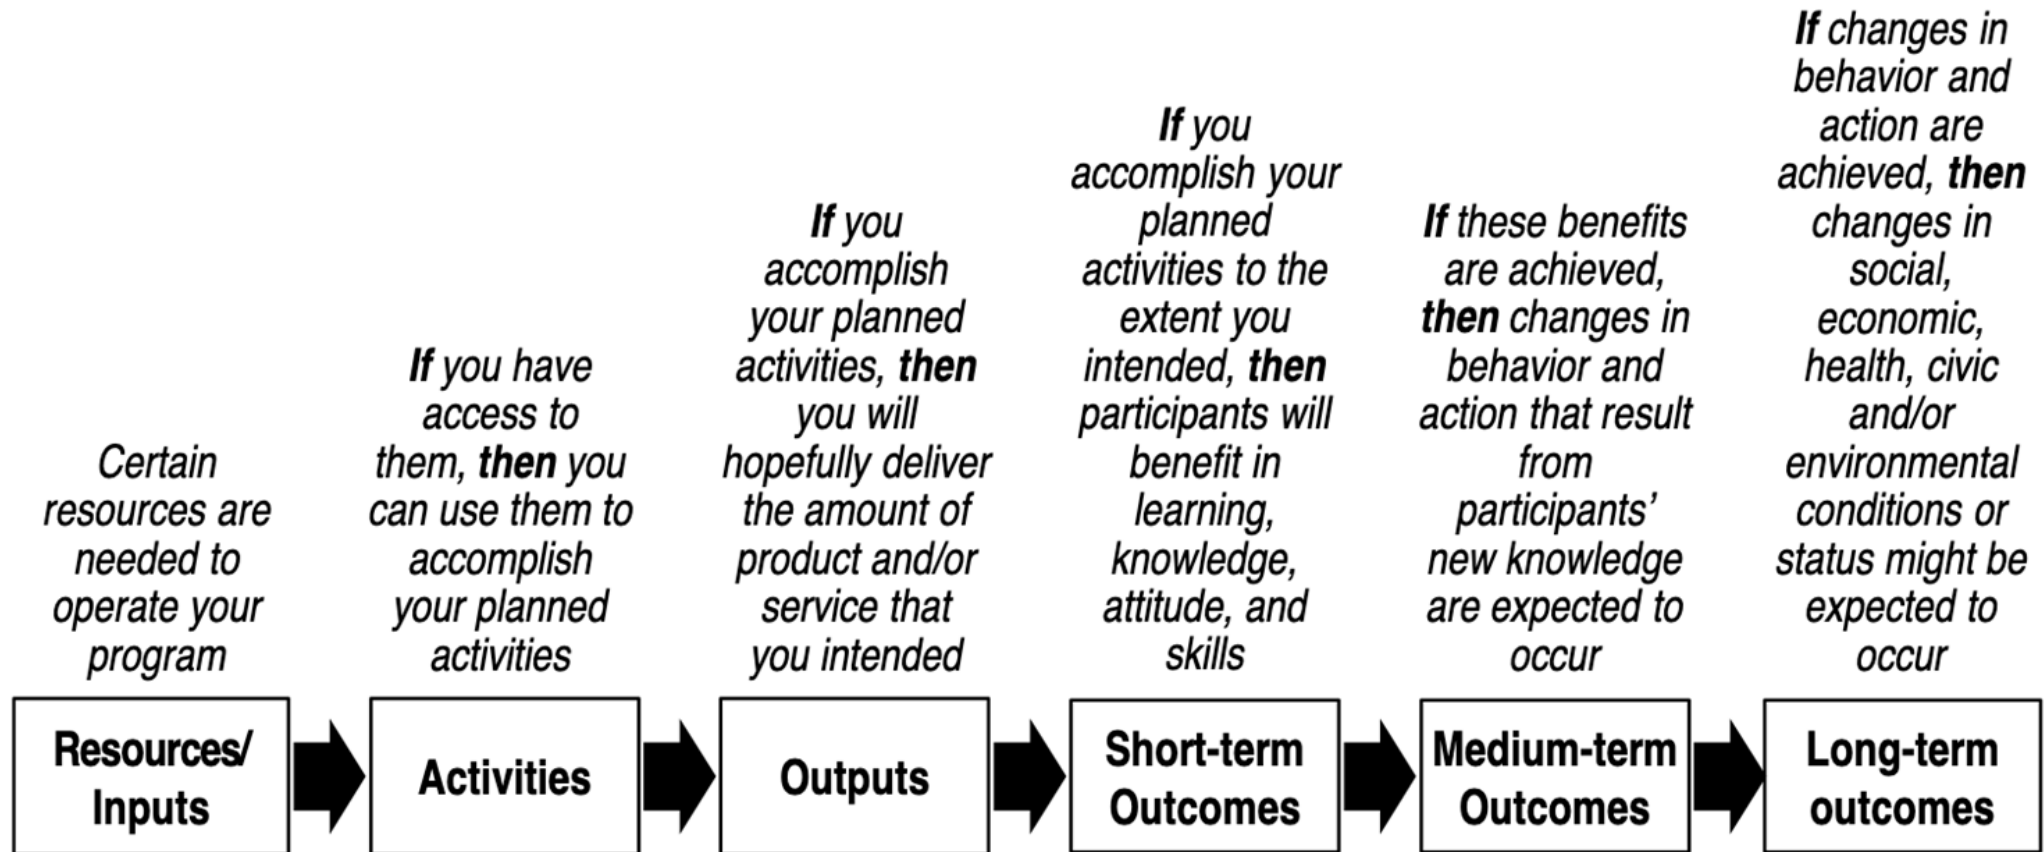 Certain
resources are
needed to
operate your
program
Resources/
Inputs
If you have
access to
them, then you
can use them to
accomplish
your planned
activities
Activities
If you
accomplish
your planned
activities, then
you will
hopefully deliver
the amount of
product and/or
service that
you intended
Outputs
If you
accomplish your
planned
activities to the
extent you
intended, then
participants will
benefit in
learning,
knowledge,
attitude, and
skills
Short-term
Outcomes
If these benefits
are achieved,
then changes in
behavior and
action that result
from
participants’
new knowledge
are expected to
occur
Medium-term
Outcomes
If changes in
behavior and
action are
achieved, then
changes in
social,
economic,
health, civic
and/or
environmental
conditions or
status might be
expected to
occur
Long-term
outcomes